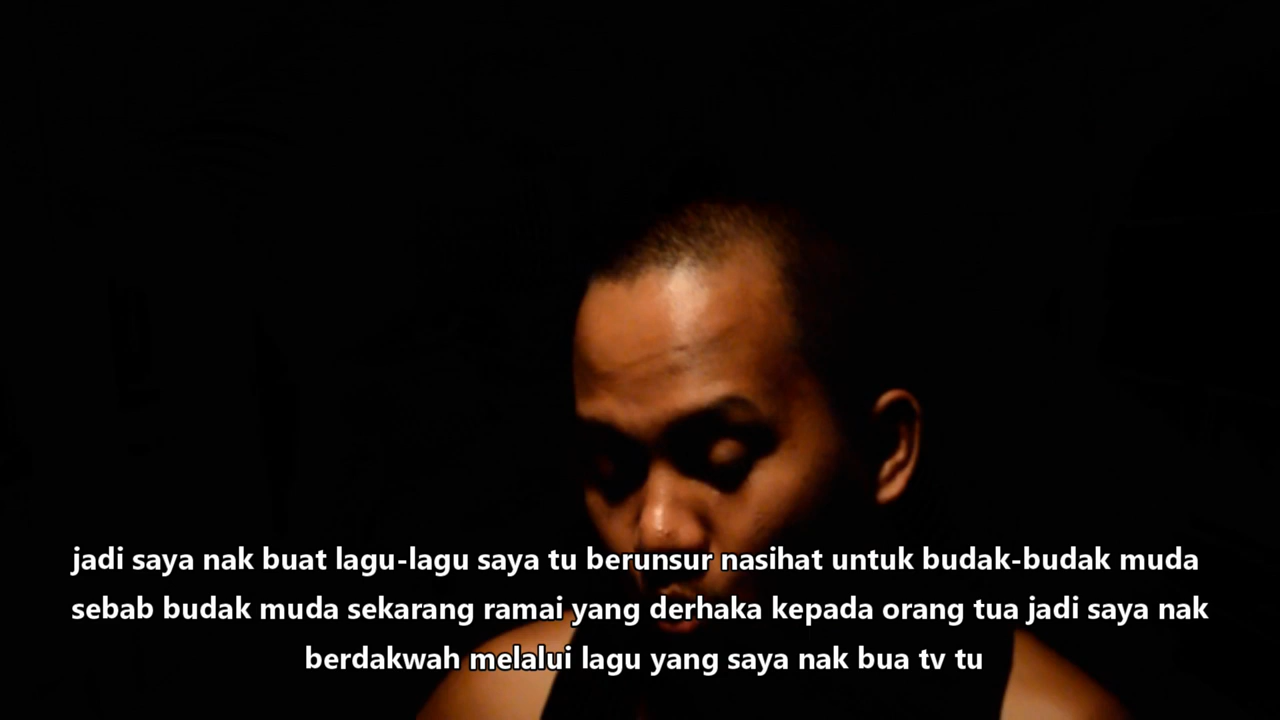 jadi saya nak buat lagu-lagu saya tu berunsur nasihat untuk budak-budak muda
sebab budak muda sekarang ramai yang derhaka kepada orang tua jadi saya nak
berdakwah melalui lagu yang saya nak bua tv tu